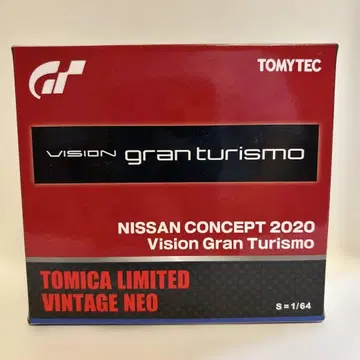 GT
TOMYTEC
VISION gran turismo
NISSAN CONCEPT 2020
Vision Gran Turismo
TOMICA LIMITED
VINTAGE NEO
S=1/64